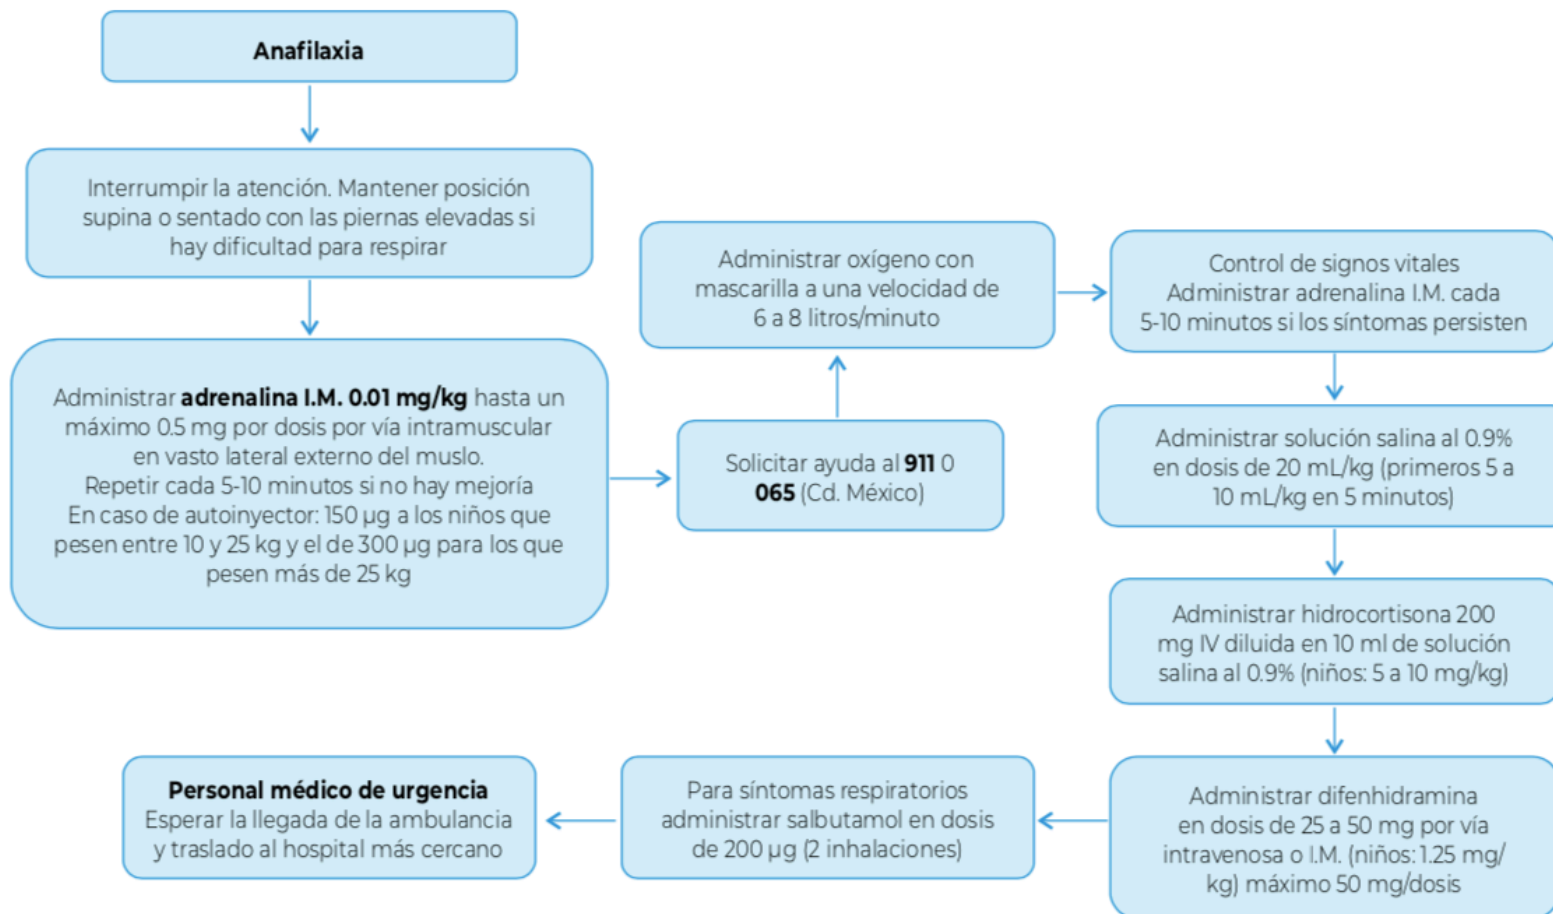 Anafilaxia
Interrumpir la atención. Mantener posición
supina o sentado con las piernas elevadas si
hay dificultad para respirar
Administrar adrenalina I.M. 0.01 mg/kg hasta un
máximo 0.5 mg por dosis por vía intramuscular
en vasto lateral externo del muslo.
Repetir cada 5-10 minutos si no hay mejoría
En caso de autoinyector: 150 µg a los niños que
pesen entre 10 y 25 kg y el de 300 µg para los que
pesen más de 25 kg
Solicitar ayuda al 911 0
065 (Cd. México)
Administrar oxígeno con
mascarilla a una velocidad de
6 a 8 litros/minuto
Control de signos vitales
Administrar adrenalina I.M. cada
5-10 minutos si los síntomas persisten
Administrar solución salina al 0.9%
en dosis de 20 mL/kg (primeros 5 a
10 mL/kg en 5 minutos)
Administrar hidrocortisona 200
mg IV diluida en 10 ml de solución
salina al 0.9% (niños: 5 a 10 mg/kg)
Administrar difenhidramina
en dosis de 25 a 50 mg por vía
intravenosa o I.M. (niños: 1.25 mg/
kg) máximo 50 mg/dosis
Para síntomas respiratorios
administrar salbutamol en dosis
de 200 µg (2 inhalaciones)
Personal médico de urgencia
Esperar la llegada de la ambulancia
y traslado al hospital más cercano